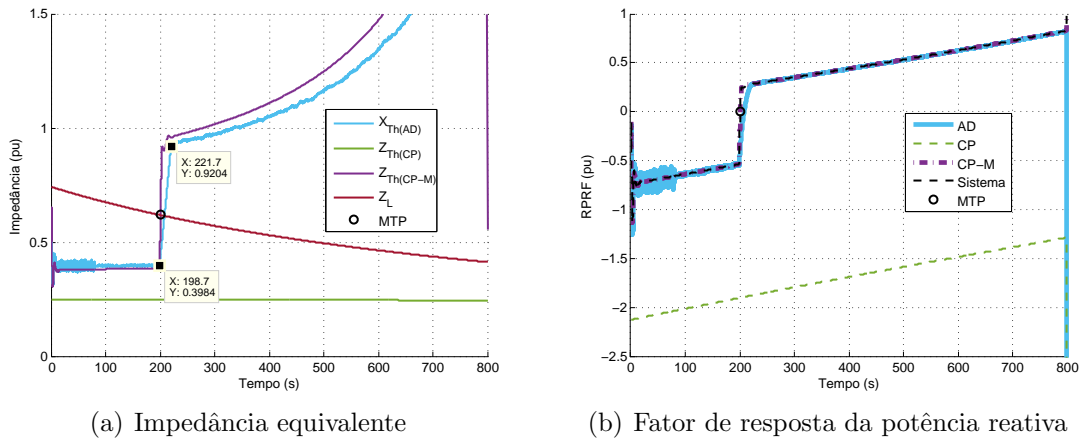 1.5
1
0.5
0
0 100 200 300 400 500 600 700 800
Tempo (s)
Impedância (pu)
X: 221.7
Y: 0.9204
X: 198.7
Y: 0.3984
X_Th(AD)
Z_Th(CP)
Z_Th(CP−M)
Z_L
MTP
(a) Impedância equivalente
1
0.5
0
−0.5
−1
−1.5
−2
−2.5
0 100 200 300 400 500 600 700 800
Tempo (s)
RPRF (pu)
AD
CP
CP−M
Sistema
MTP
(b) Fator de resposta da potência reativa